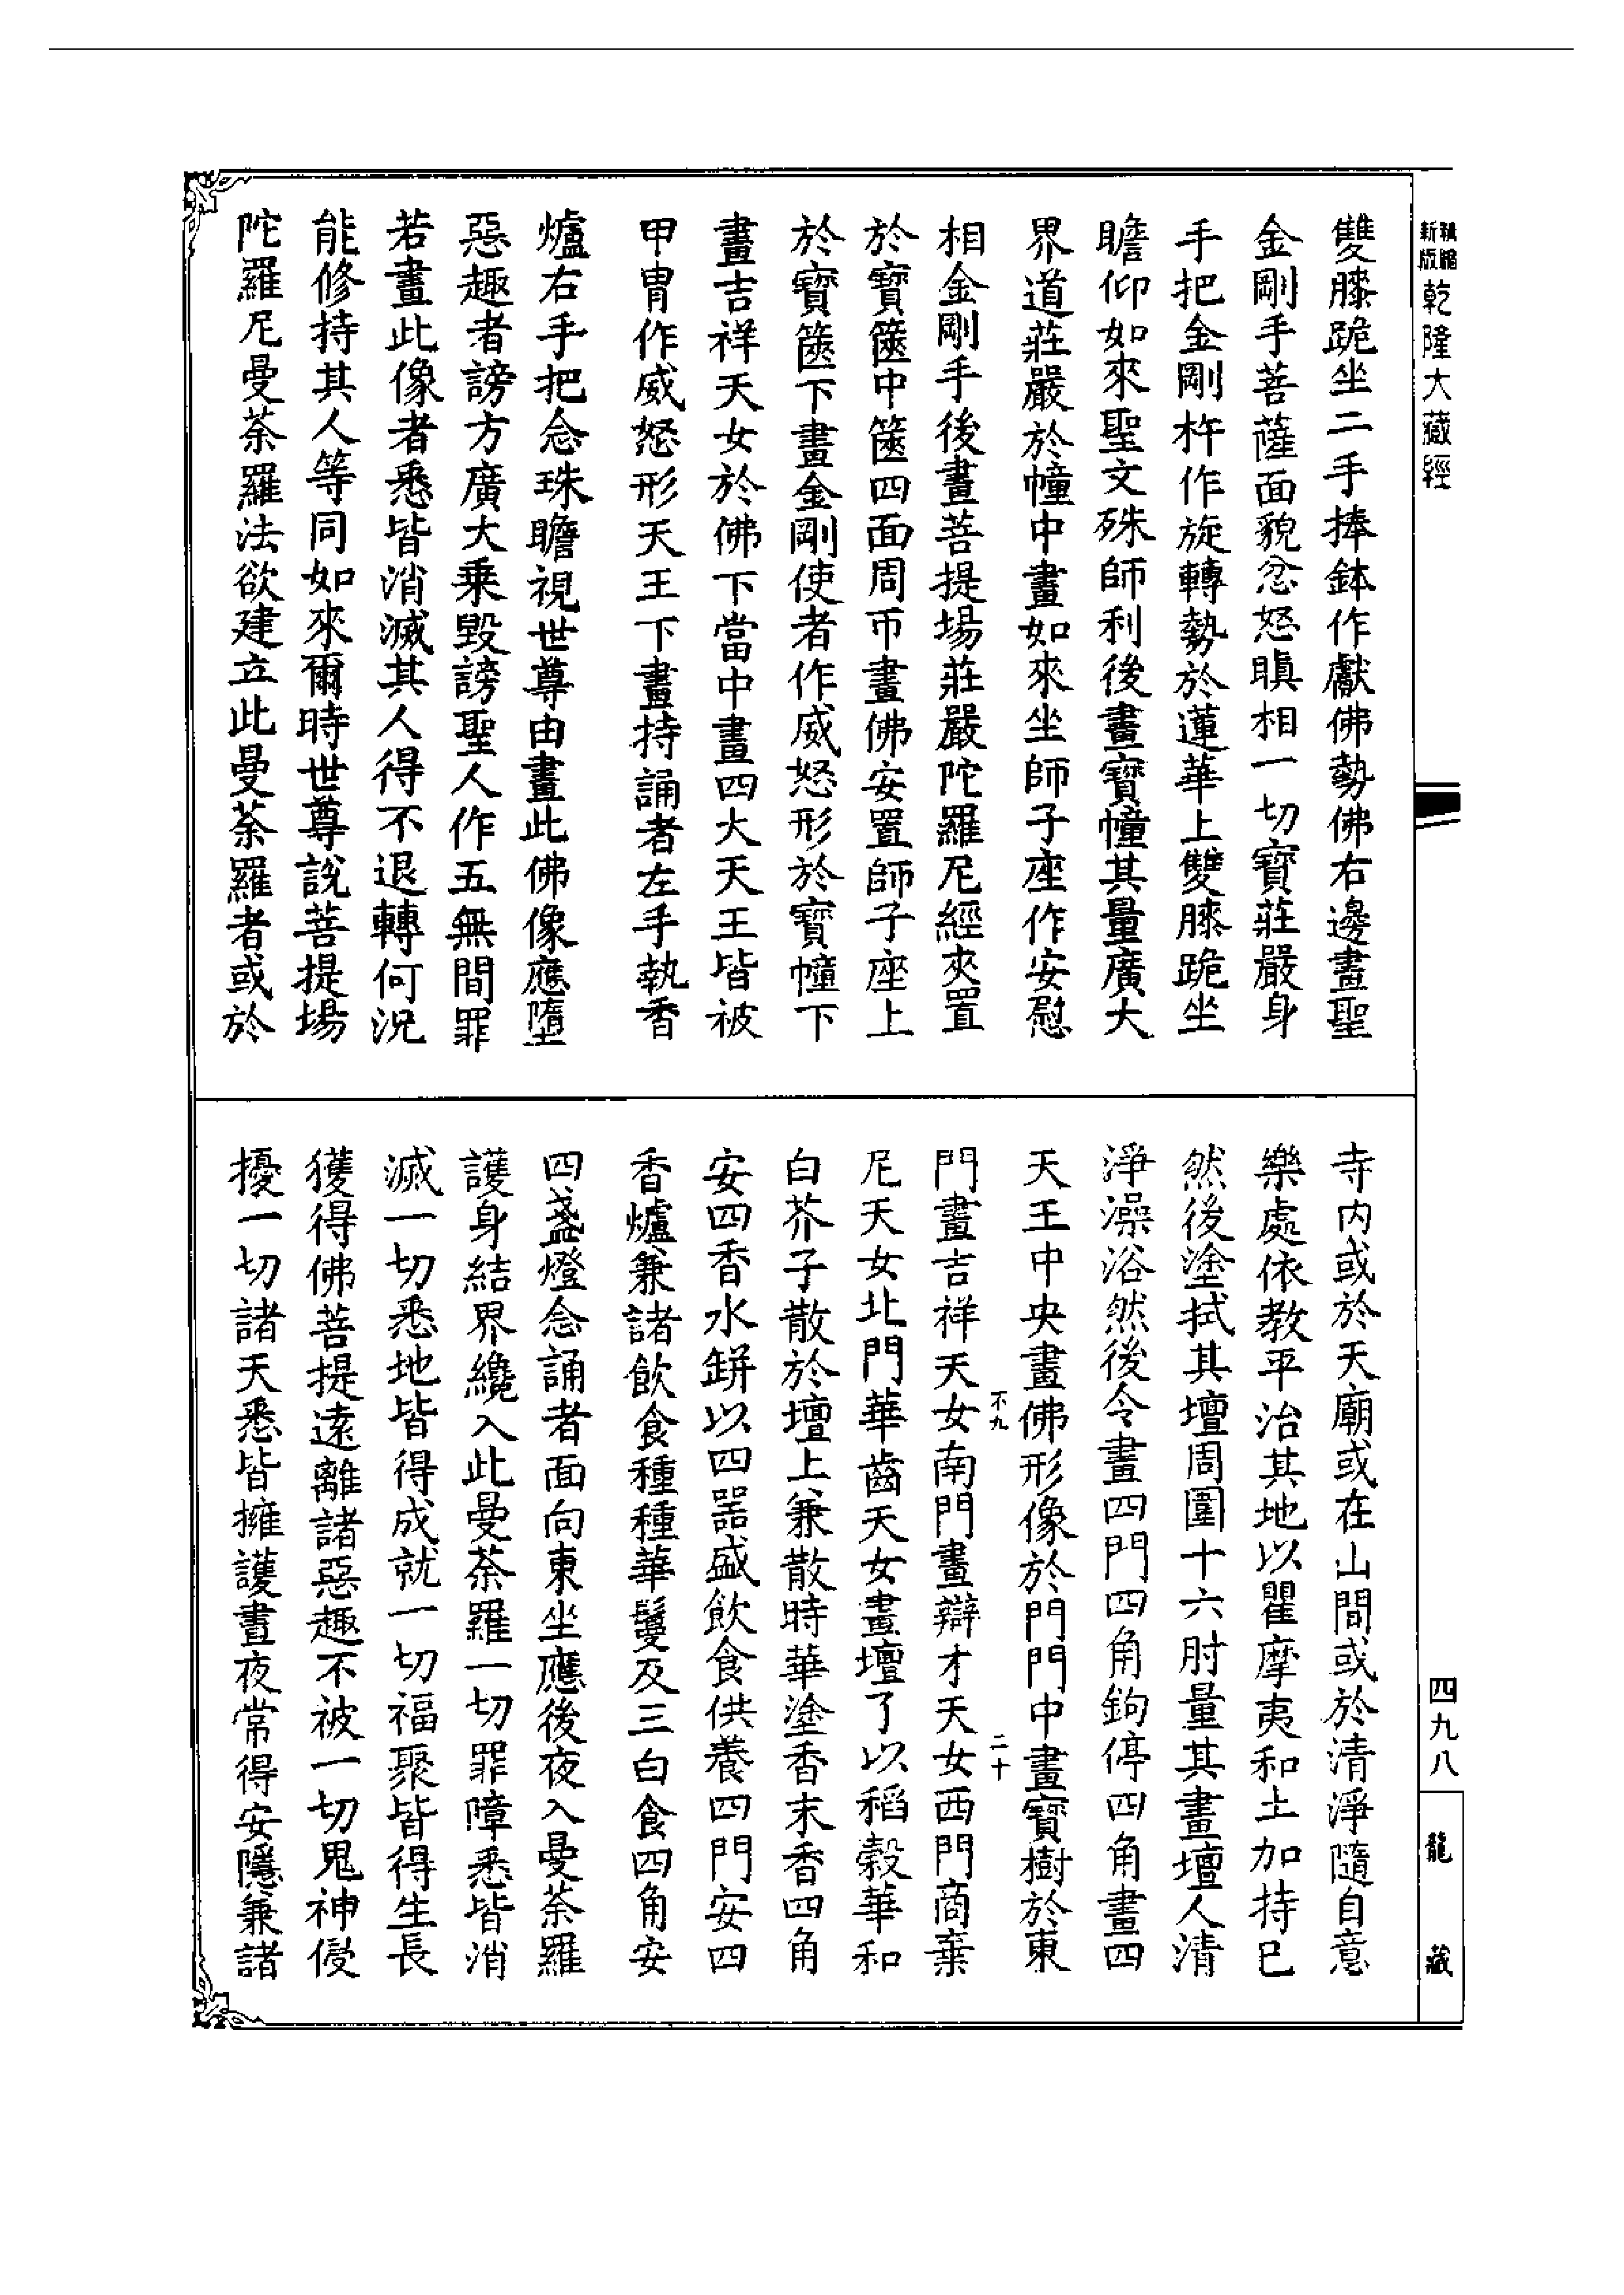 新編縮版乾隆大藏經
雙膝跪坐二手捧鉢作獻佛勢佛右邊畫聖
金剛手菩薩面貌忿怒瞋相一切寶莊嚴身
手把金剛杵作旋轉勢於蓮華上雙膝跪坐
瞻仰如來聖文殊師利後畫寶幢其量廣大
界道莊嚴於幢中畫如來坐師子座作安慰
相金剛手後畫菩提場莊嚴陀羅尼經夾置
於寶篋中篋四面周帀畫佛安置師子座上
於寶篋下畫金剛使者作威怒形於寶幢下
畫吉祥天女於佛下當中畫四大天王皆被
甲冑作威怒形天王下畫持誦者左手執香
爐右手把念珠瞻視世尊由畫此佛像應墮
惡趣者謗方廣大乘毀謗聖人作五無間罪
若畫此像者悉皆消滅其人得不退轉何況
能修持其人等同如來爾時世尊說菩提場
陀羅尼曼荼羅法欲建立此曼荼羅者或於
寺內或於天廟或在山間或於清淨隨自意
樂處依教平治其地以瞿摩夷和土加持已
然後塗拭其壇周圍十六肘量其畫壇人清
淨澡浴然後令畫四門四角鉤停四角畫四
天王中央畫佛形像於門門中畫寶樹於東
不九
二十
門畫吉祥天女南門畫辯才天女西門商棄
尼天女北門華齒天女畫壇了以稻穀華和
白芥子散於壇上兼散時華塗香末香四角
安四香水缾以四器盛飲食供養四門安四
香爐兼諸飲食種種華鬘及三白食四角安
四盞燈念誦者面向東坐應後夜入曼荼羅
護身結界纔入此曼荼羅一切罪障悉皆消
滅一切悉地皆得成就一切福聚皆得生長
獲得佛菩提遠離諸惡趣不被一切鬼神侵
擾一切諸天悉皆擁護晝夜常得安隱兼諸
四九八
龍藏